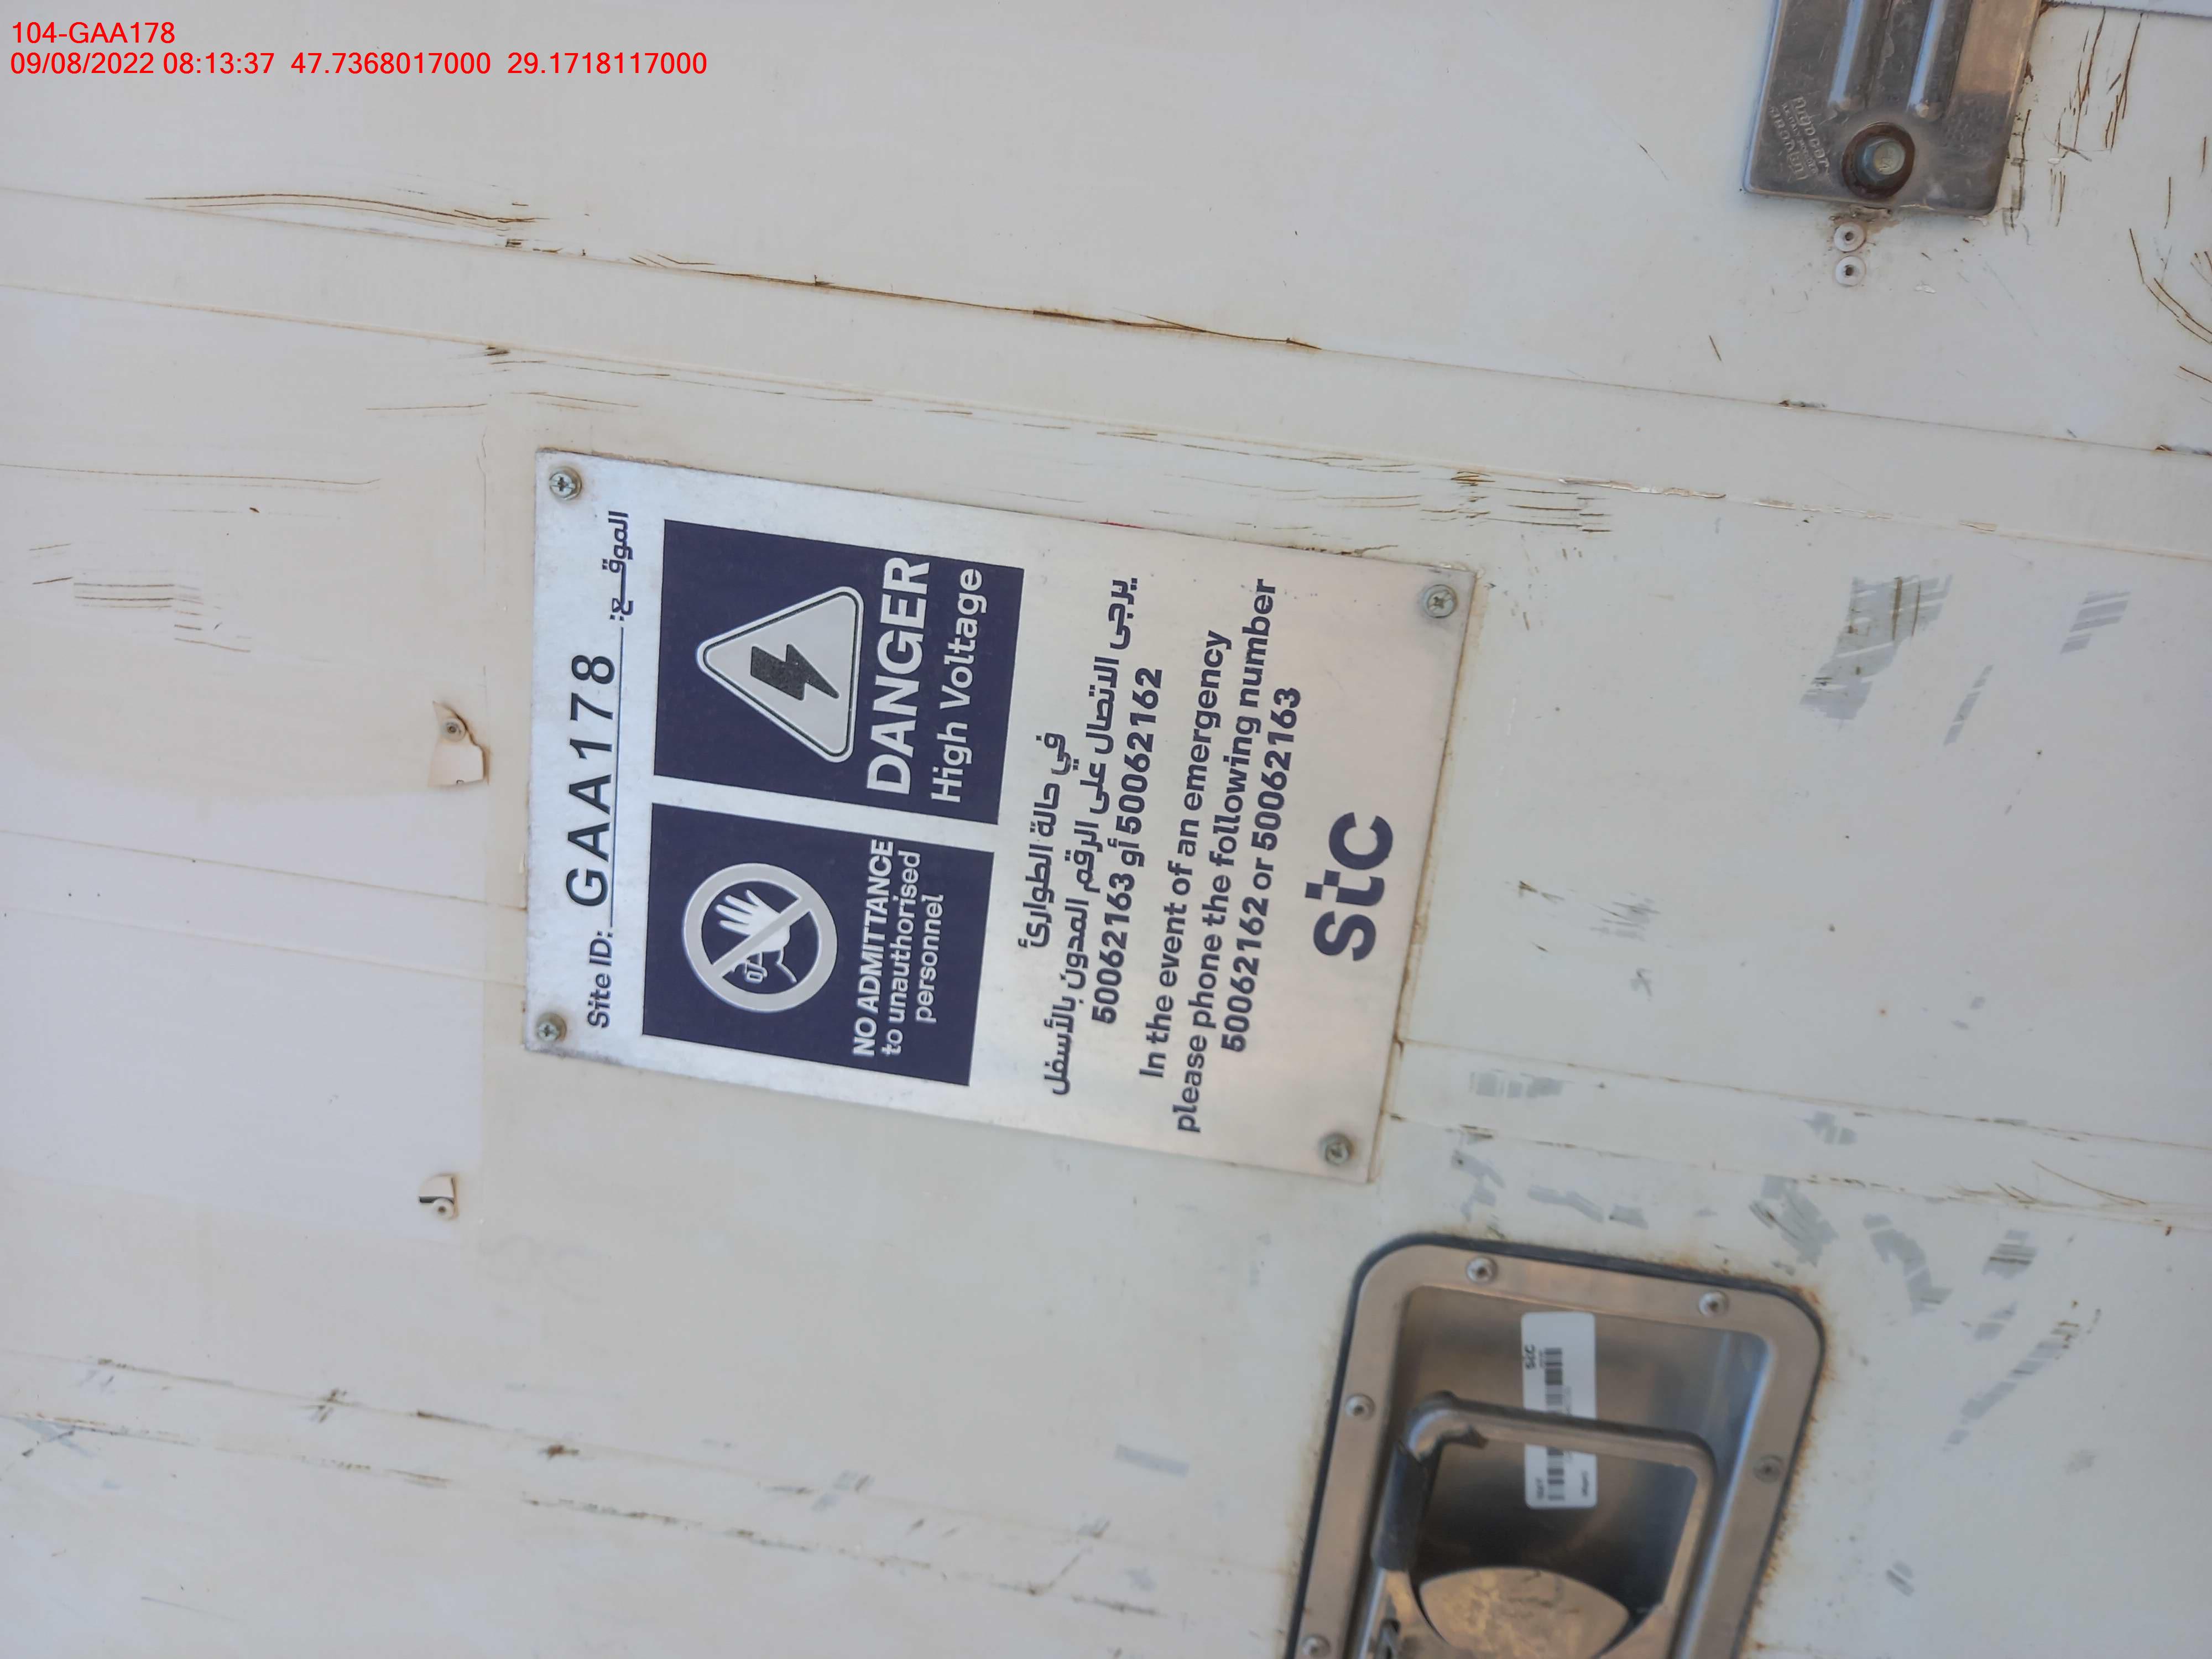 104-GAA178
09/08/2022 08:13:37 47.7368017000 29.1718117000
Site ID: GAA178 الموقـــع:
NO ADMITTANCE
to unauthorised
personnel
DANGER
High Voltage
في حالة الطوارئ
يرجى الاتصال على الرقم المدون بالأسفل
50062162 أو 50062163
In the event of an emergency
please phone the following number
50062162 or 50062163
stc
stc